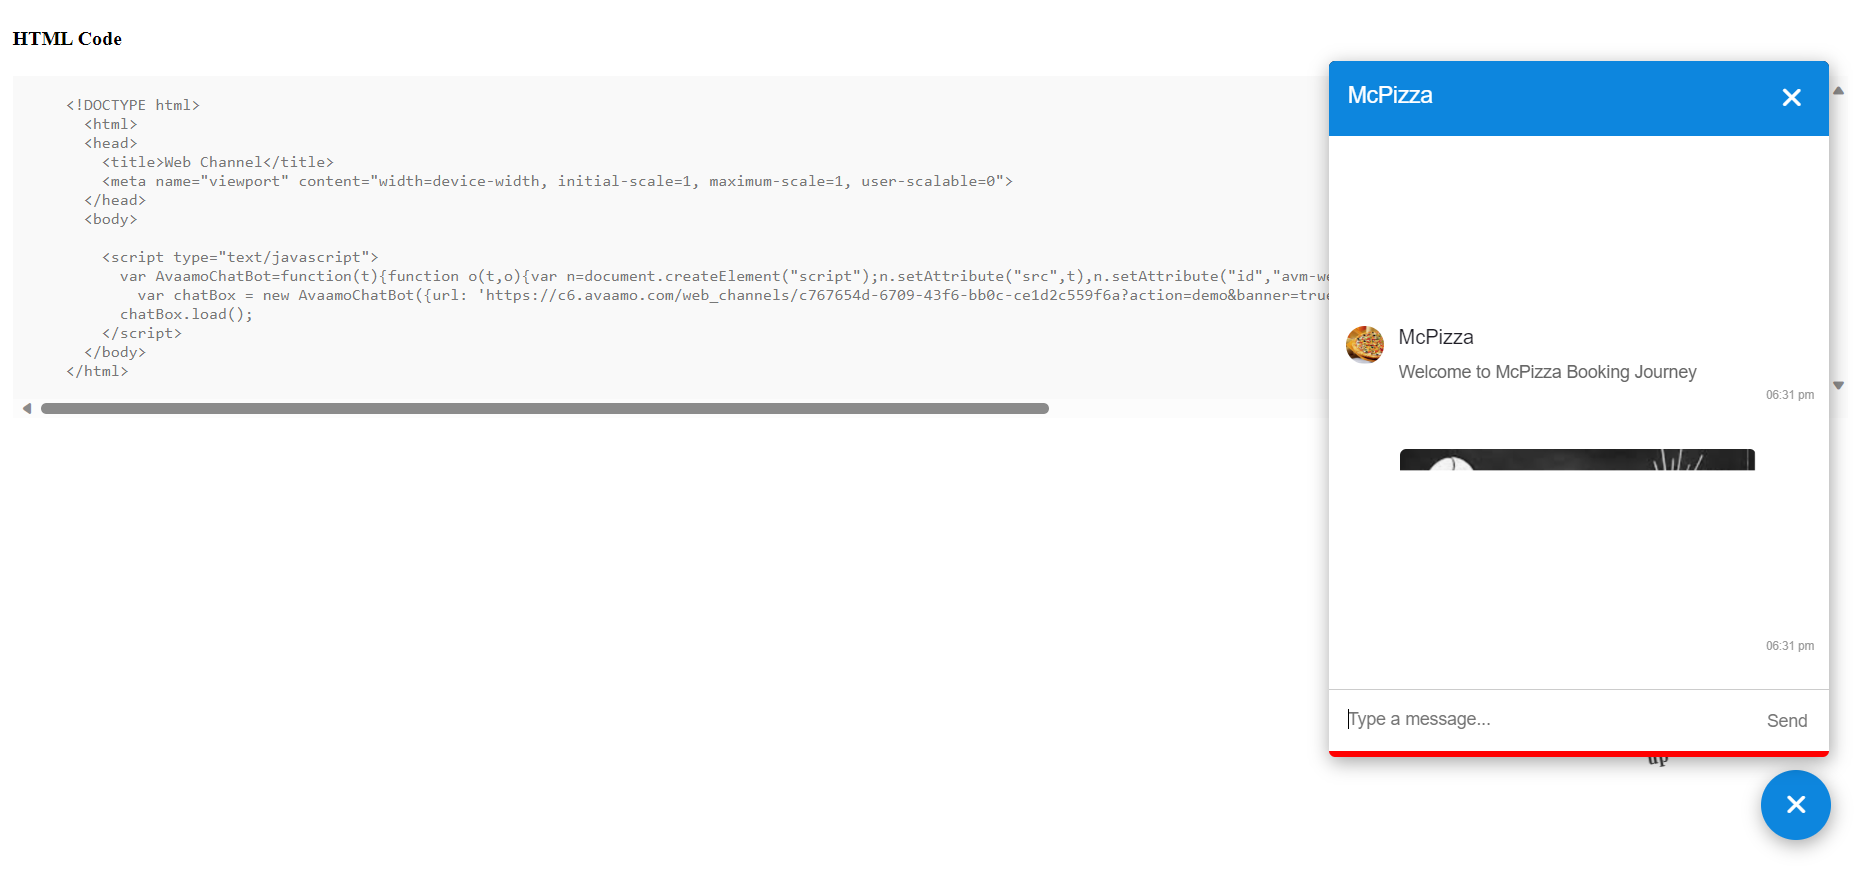 HTML Code
<!DOCTYPE html>
<html>
<head>
<title>Web Channel</title>
<meta name="viewport" content="width=device-width, initial-scale=1, maximum-scale=1, user-scalable=0">
</head>
<body>
<script type="text/javascript">
var AvaamoChatBot=function(t){function o(t,o){var n=document.createElement("script");n.setAttribute("src",t),n.setAttribute("id","avm-we
var chatBox = new AvaamoChatBot({url: 'https://c6.avaamo.com/web_channels/c767654d-6709-43f6-bb0c-ce1d2c559f6a?action=demo&banner=true
chatBox.load();
</script>
</body>
</html>
McPizza
McPizza
Welcome to McPizza Booking Journey
06:31 pm
06:31 pm
Type a message...
Send
up